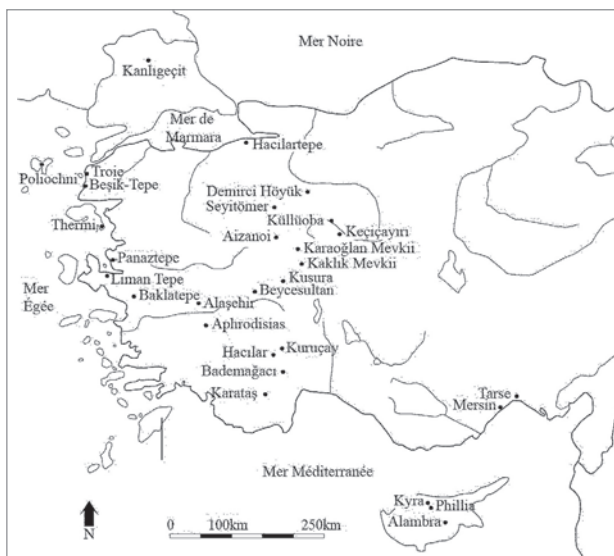 Mer Noire
Kanlıgeçit
Mer de
Marmara
Hacılartepe
Poliochni
Troie
Beşik-Tepe
Demirci Höyük
Seyitömer
Küllüoba
Keçiçayırı
Thermi
Aizanoi
Karaoğlan Mevkii
Panaztepe
Kaklık Mevkii
Liman Tepe
Kusura
Mer
Égée
Baklatepe
Beycesultan
Alaşehir
Aphrodisias
Hacılar
Kuruçay
Bademağacı
Karataş
Tarse
Mersin
Mer Méditerranée
Kyra
Phillia
Alambra
N
0
100km
250km